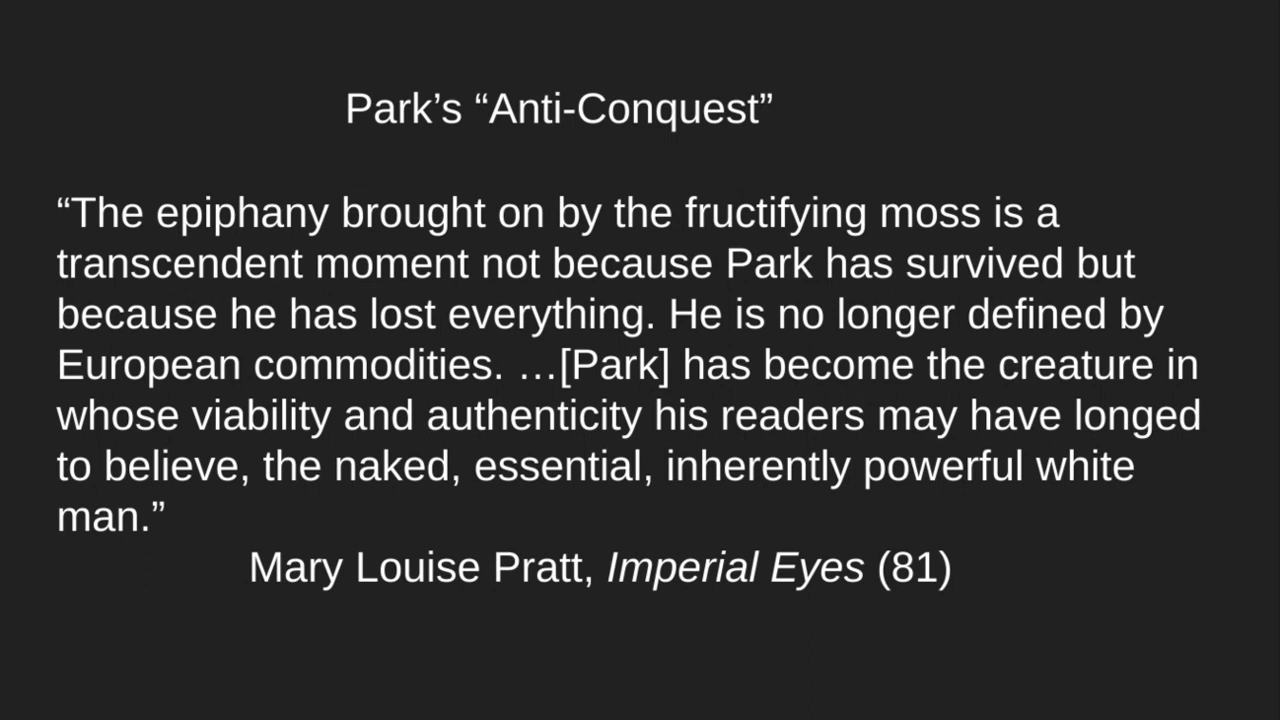 Park’s “Anti-Conquest”
“The epiphany brought on by the fructifying moss is a
transcendent moment not because Park has survived but
because he has lost everything. He is no longer defined by
European commodities. …[Park] has become the creature in
whose viability and authenticity his readers may have longed
to believe, the naked, essential, inherently powerful white
man.”
Mary Louise Pratt, Imperial Eyes (81)